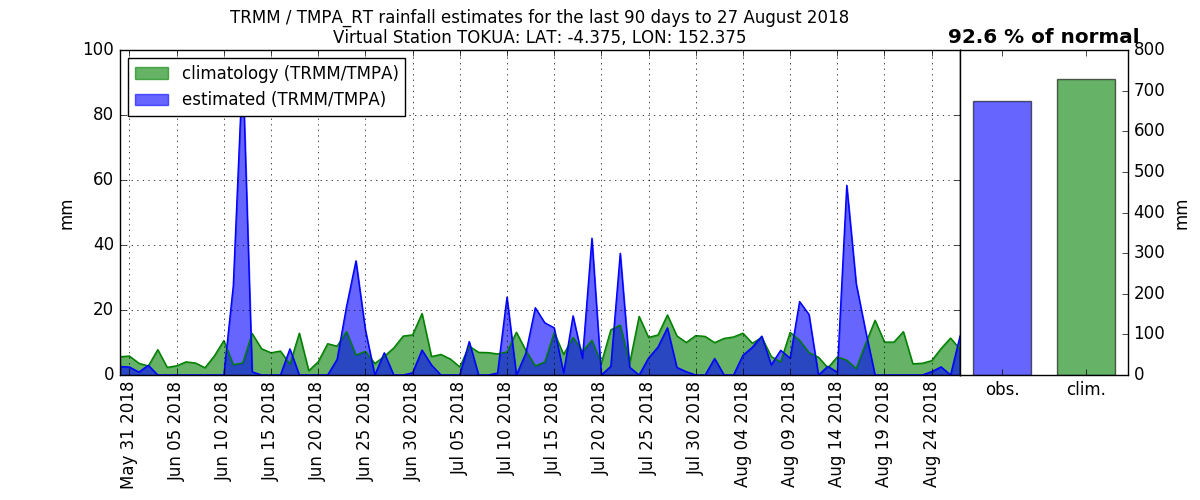 TRMM / TMPA_RT rainfall estimates for the last 90 days to 27 August 2018
Virtual Station TOKUA: LAT: -4.375, LON: 152.375
92.6 % of normal
climatology (TRMM/TMPA)
estimated (TRMM/TMPA)
100
80
60
40
20
0
mm
800
700
600
500
400
300
200
100
0
mm
obs.
clim.
May 31 2018
Jun 05 2018
Jun 10 2018
Jun 15 2018
Jun 20 2018
Jun 25 2018
Jun 30 2018
Jul 05 2018
Jul 10 2018
Jul 15 2018
Jul 20 2018
Jul 25 2018
Jul 30 2018
Aug 04 2018
Aug 09 2018
Aug 14 2018
Aug 19 2018
Aug 24 2018